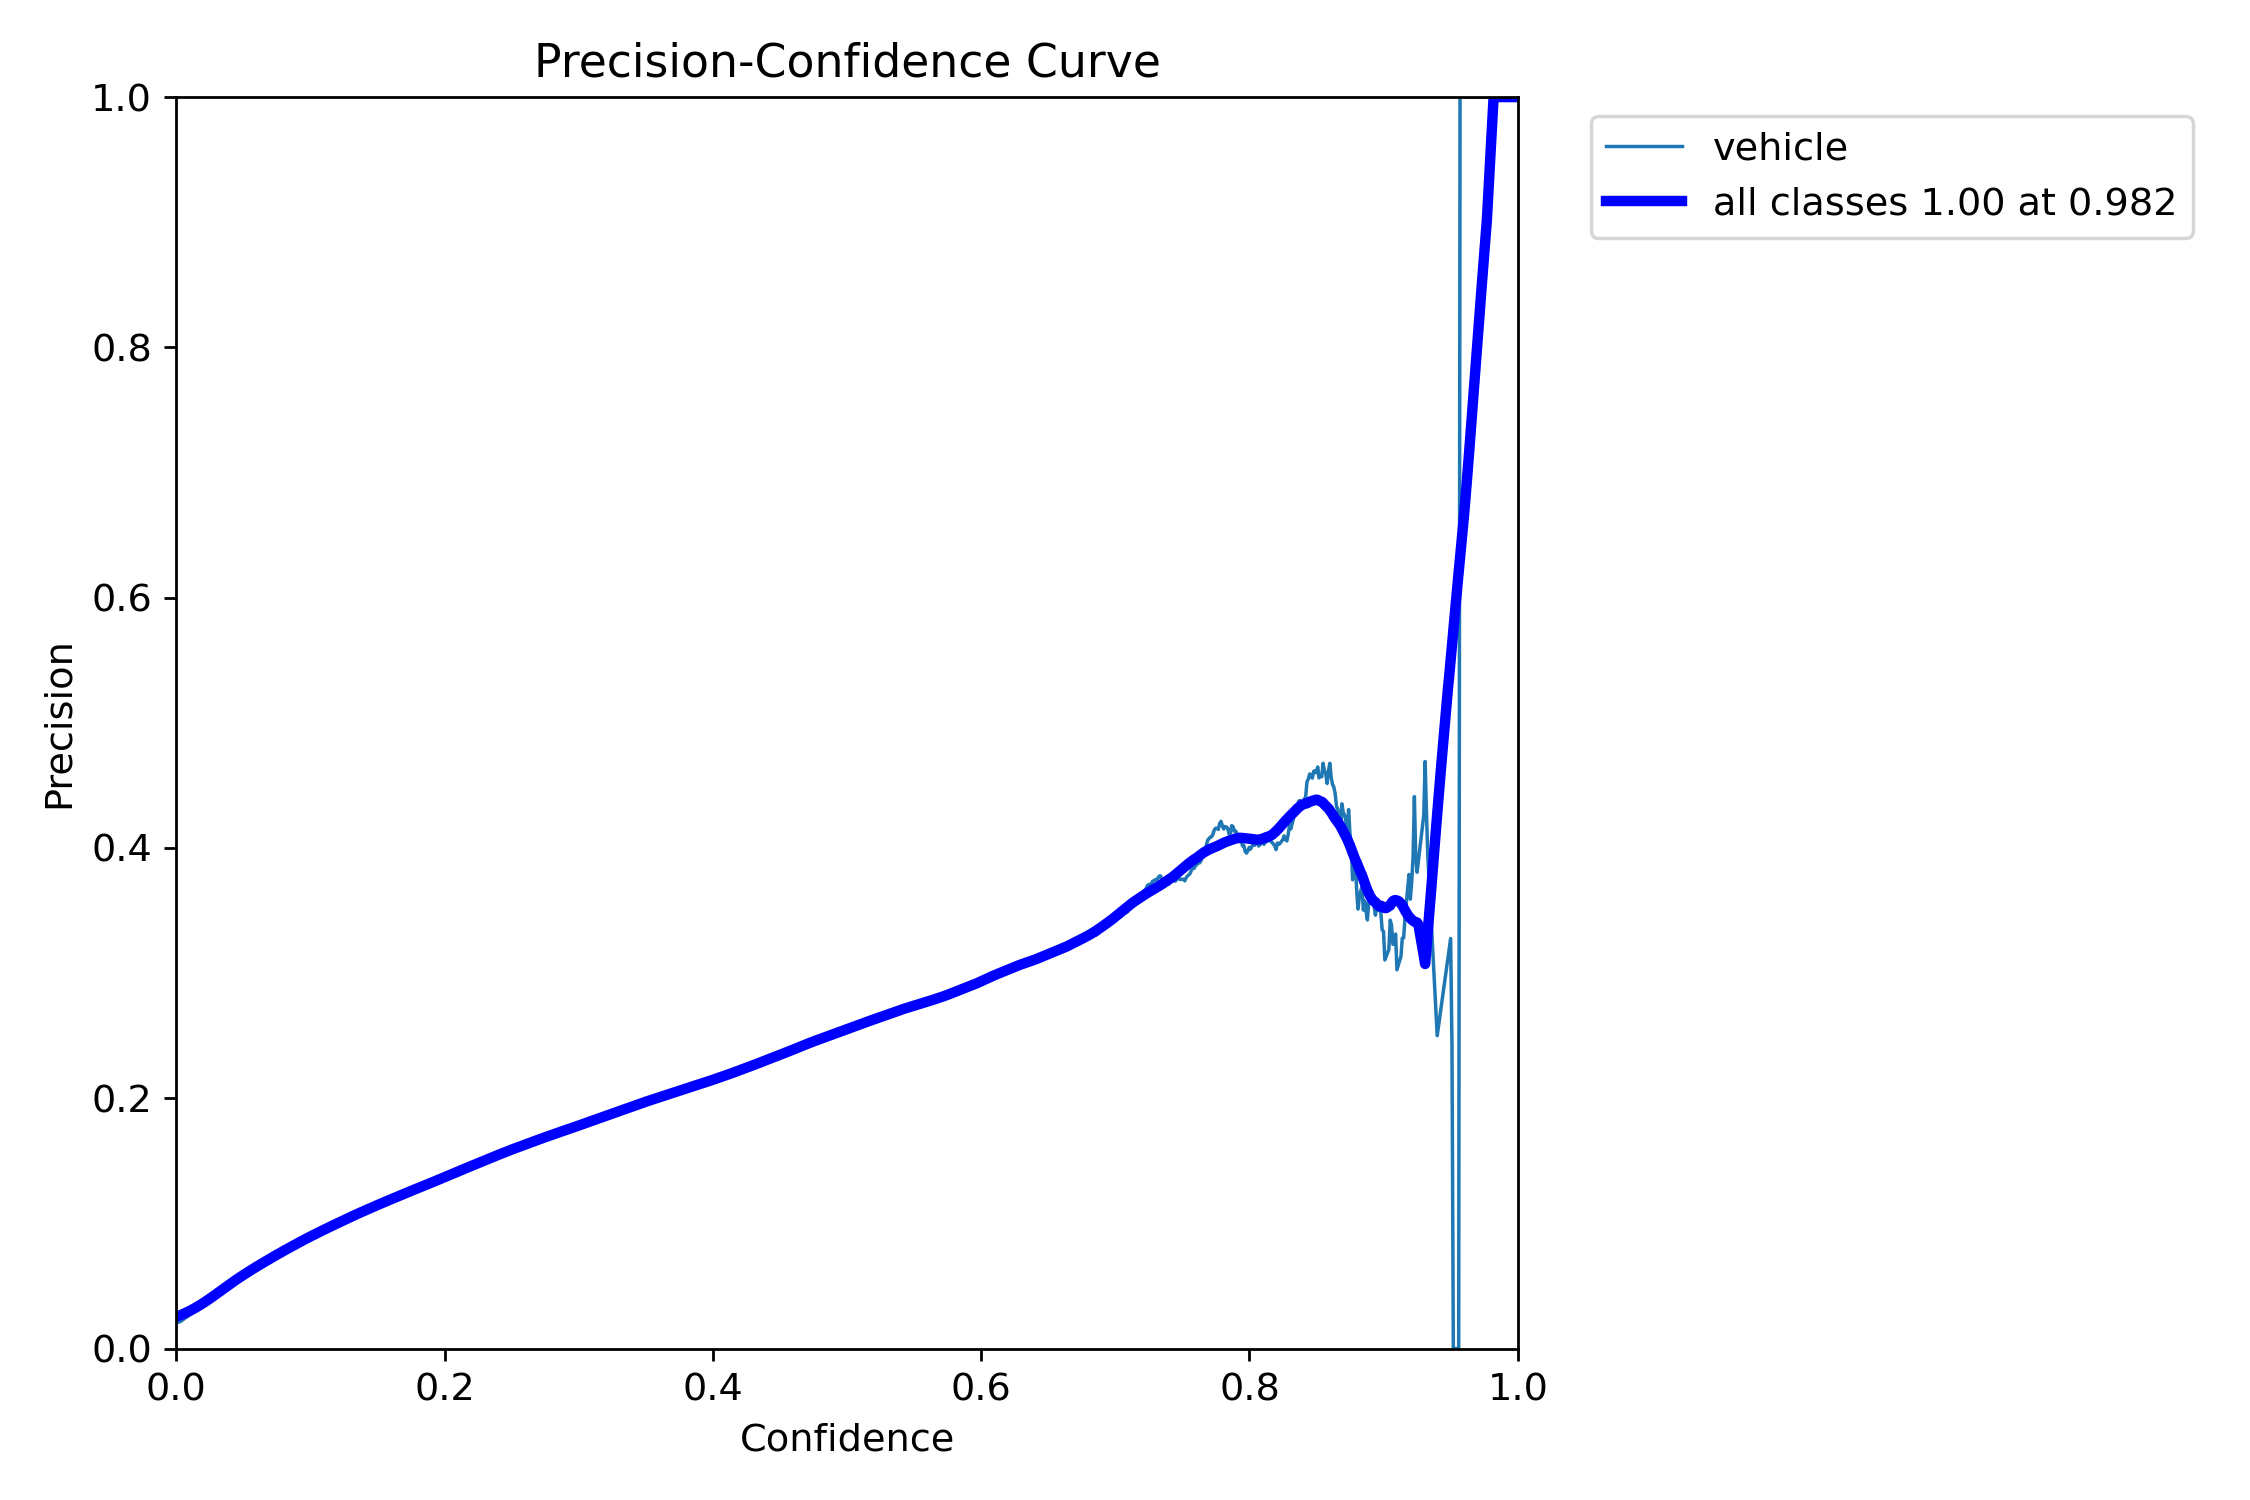 Precision-Confidence Curve
vehicle
all classes 1.00 at 0.982
Precision
1.0
0.8
0.6
0.4
0.2
0.0
0.0 0.2 0.4 0.6 0.8 1.0
Confidence